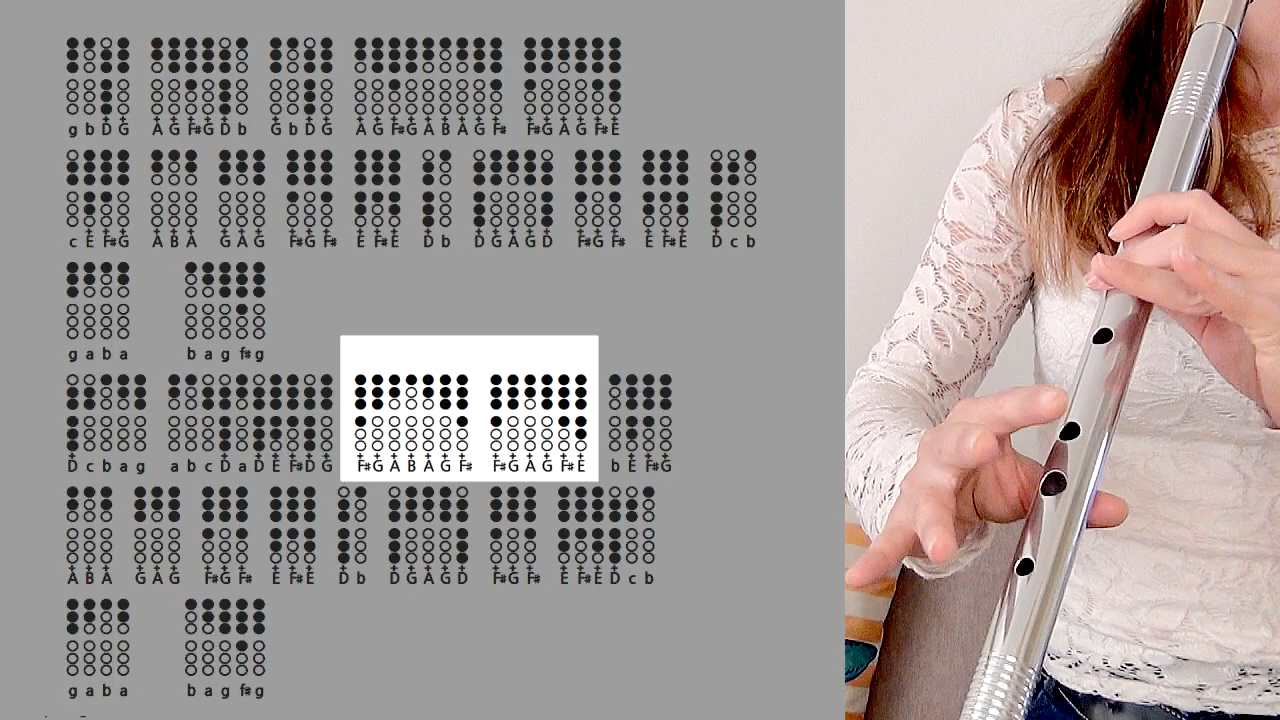 g b D G A G F# G D b G b D G A G F# G A B A G F# F# G A G F# E
c E F# G A B A G A G F# G F# E F# E D b D G A G D F# G F# E F# E D c b
g a b a b a g f# g
D c b a g a b c D a D E F# D G F# G A B A G F# F# G A G F# E b E F# G
A B A G A G F# G F# E F# E D b D G A G D F# G F# E F# E D c b
g a b a b a g f# g